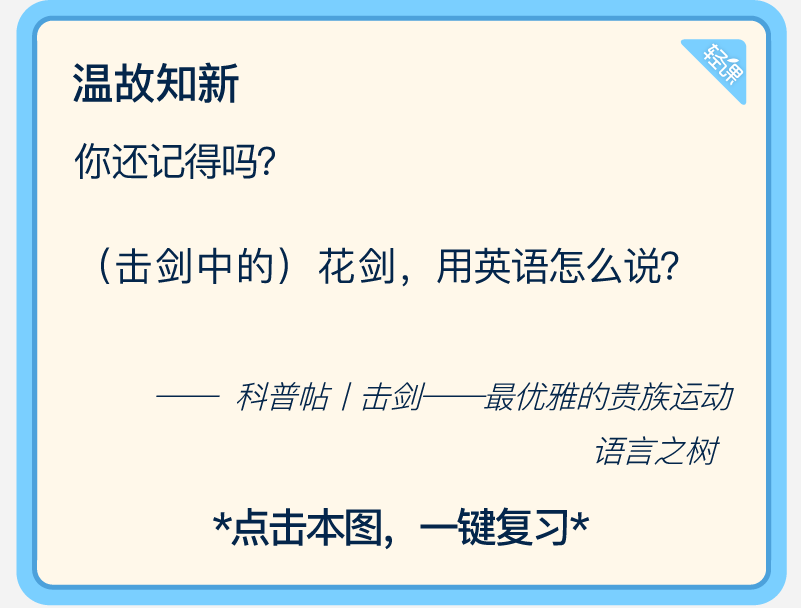 温故知新
轻课
你还记得吗?
（击剑中的）花剑，用英语怎么说?
—— 科普帖丨击剑——最优雅的贵族运动
语言之树
*点击本图，一键复习*